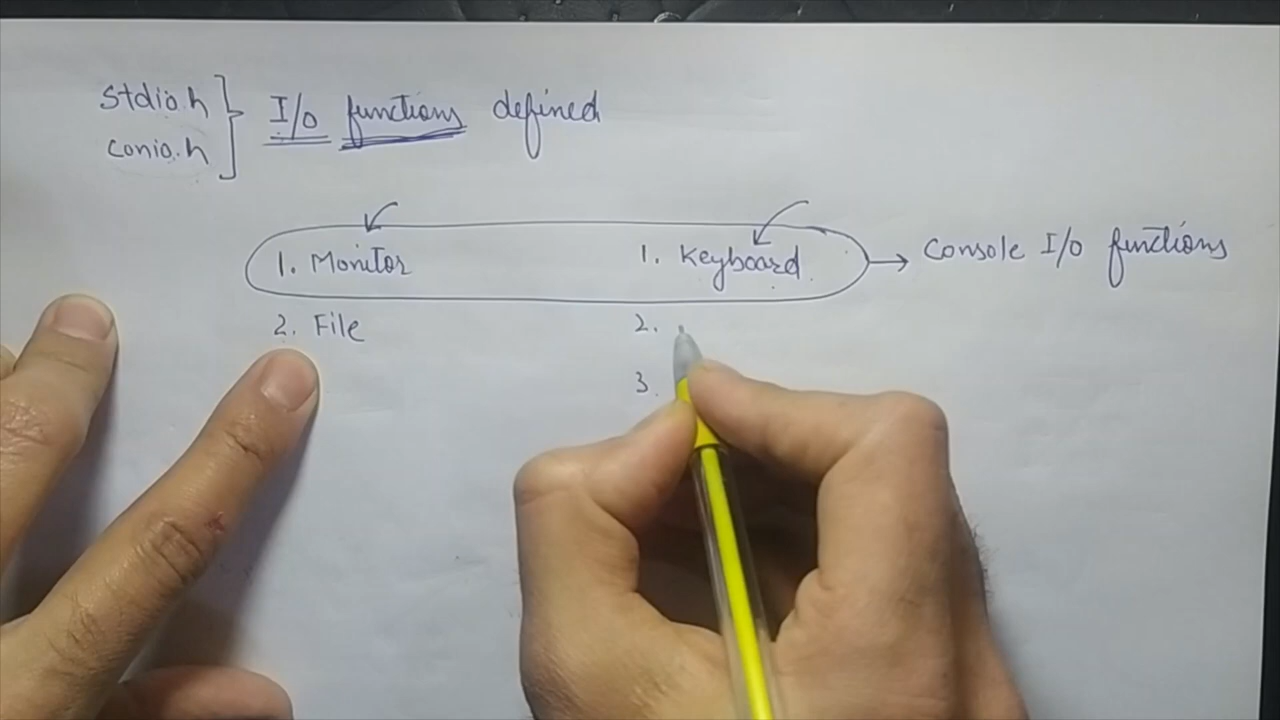 stdio.h } I/O functions defined
conio.h
1. Monitor 1. Keyboard → Console I/O functions
2. File 2.
3.